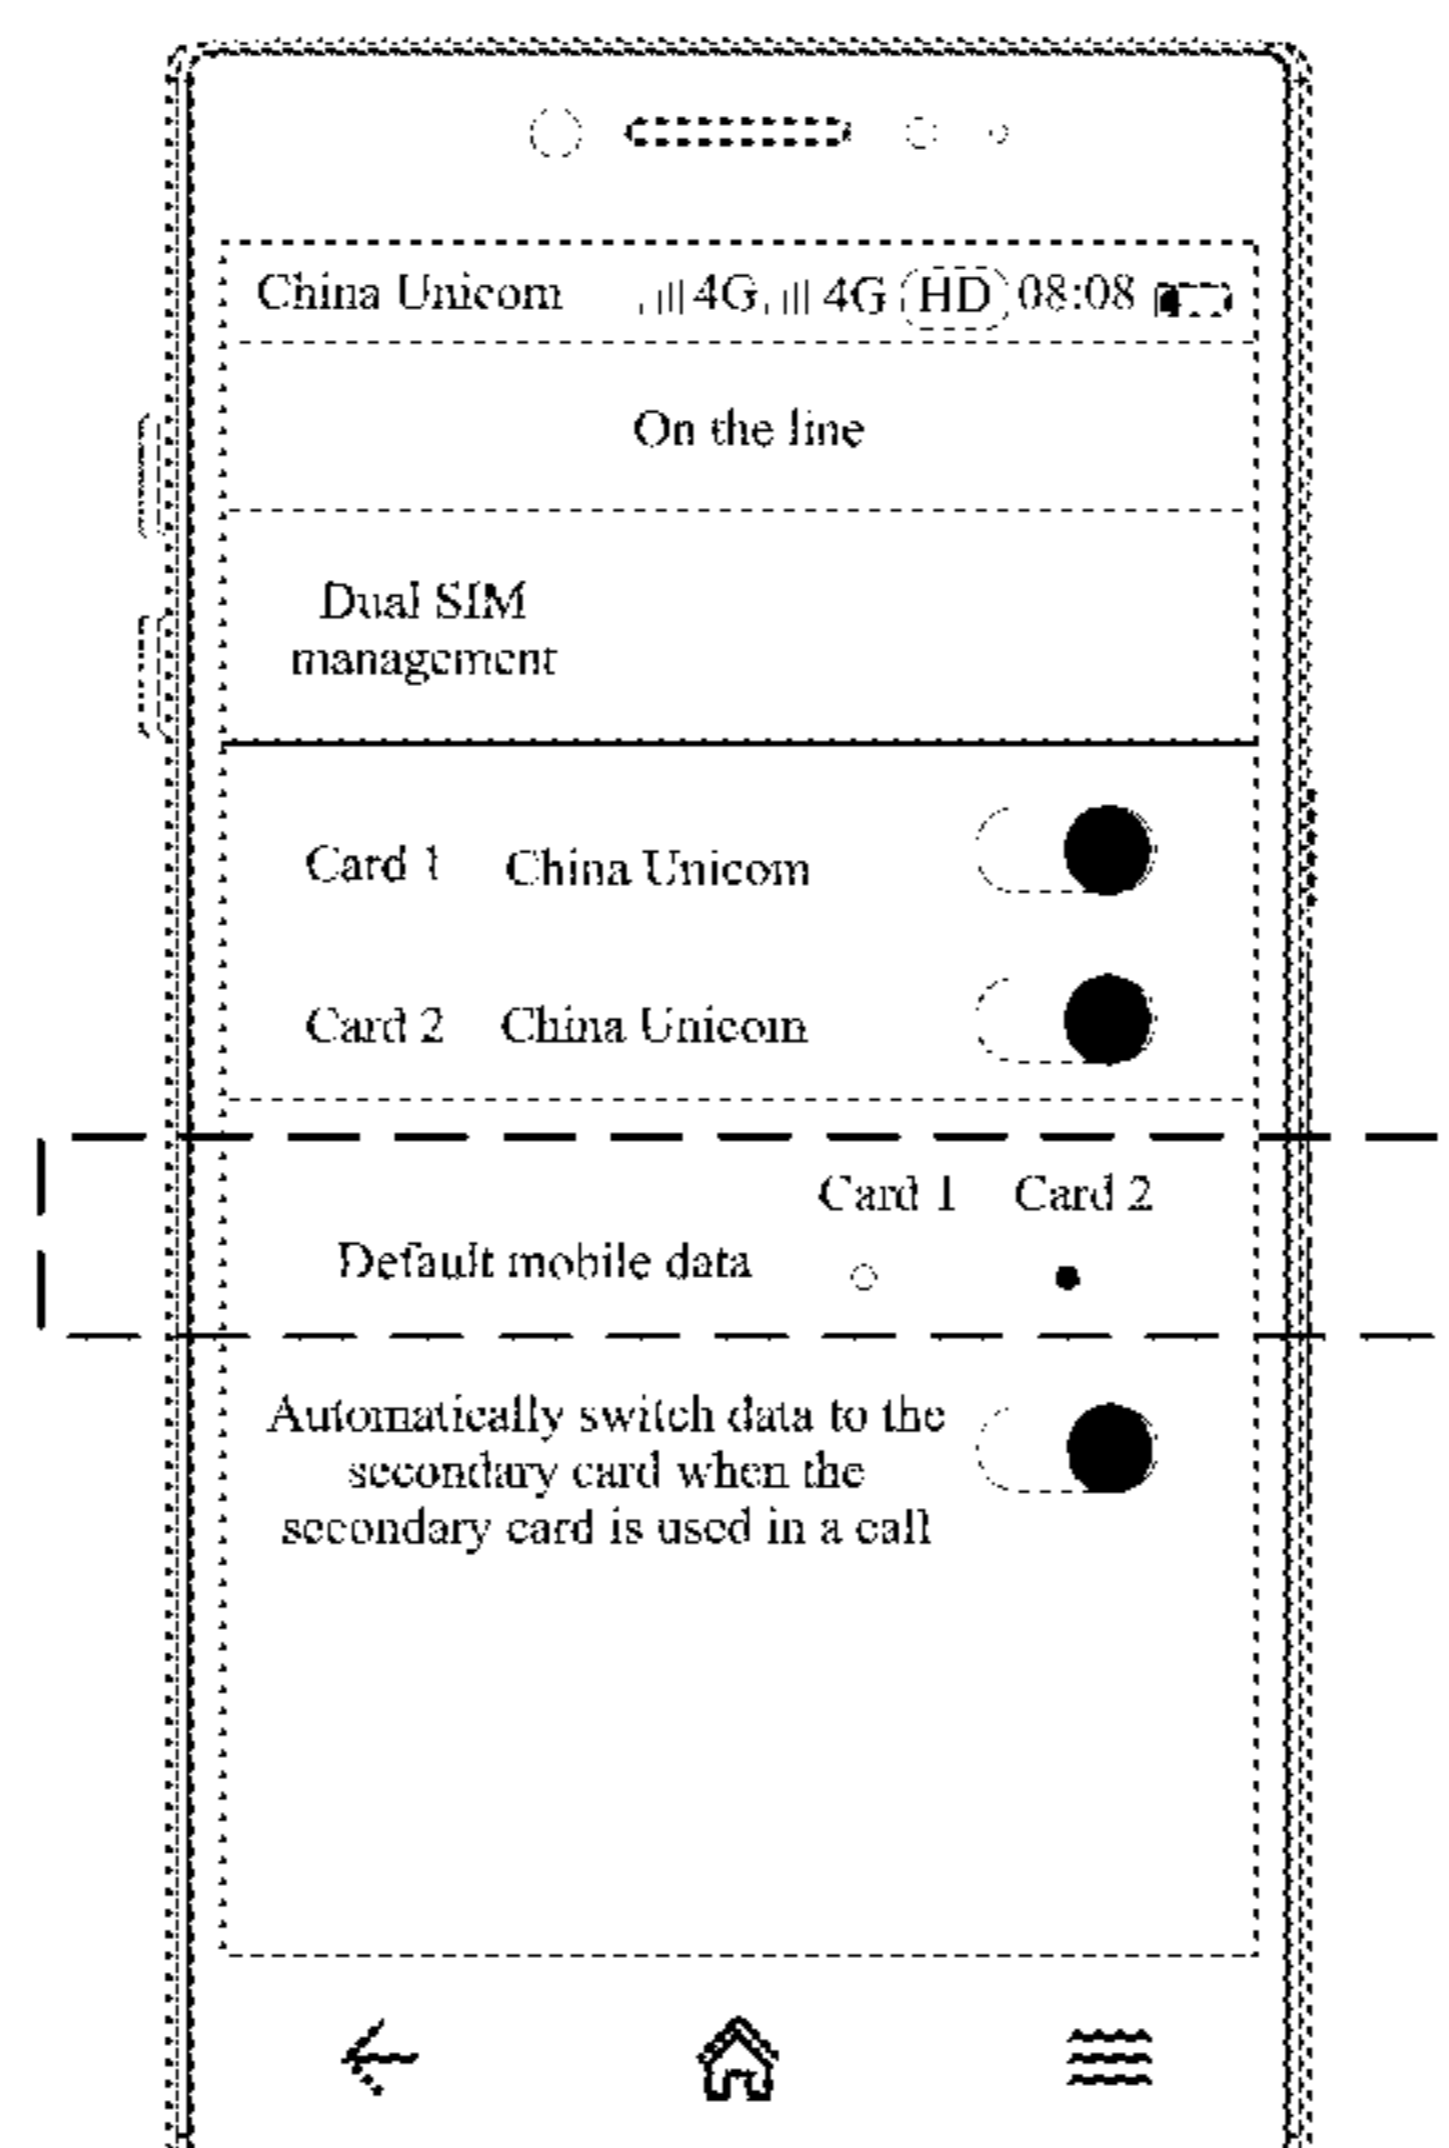 China Unicom 4G 4G HD 08:08
On the line
Dual SIM
management
Card 1 China Unicom
Card 2 China Unicom
Card 1 Card 2
Default mobile data
Automatically switch data to the
secondary card when the
secondary card is used in a call